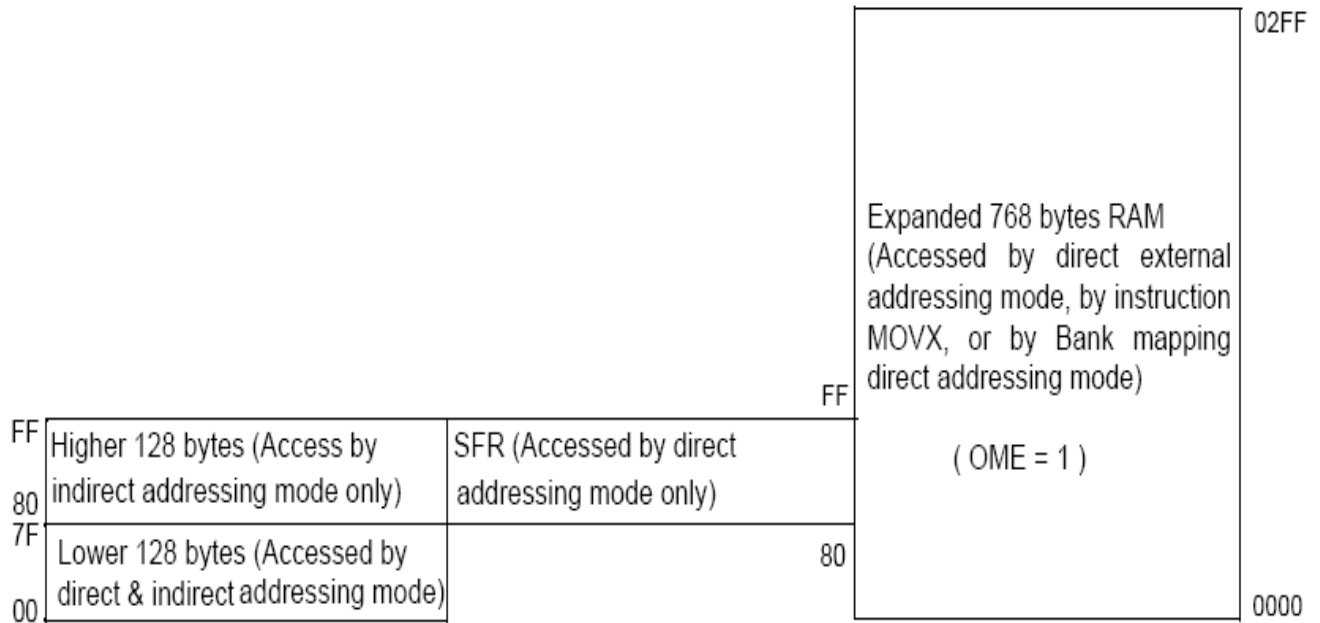 02FF
Expanded 768 bytes RAM
(Accessed by direct external
addressing mode, by instruction
MOVX, or by Bank mapping
direct addressing mode)
( OME = 1 )
FF
FF
Higher 128 bytes (Access by
indirect addressing mode only)
80
SFR (Accessed by direct
addressing mode only)
7F
Lower 128 bytes (Accessed by
direct & indirect addressing mode)
00
80
0000